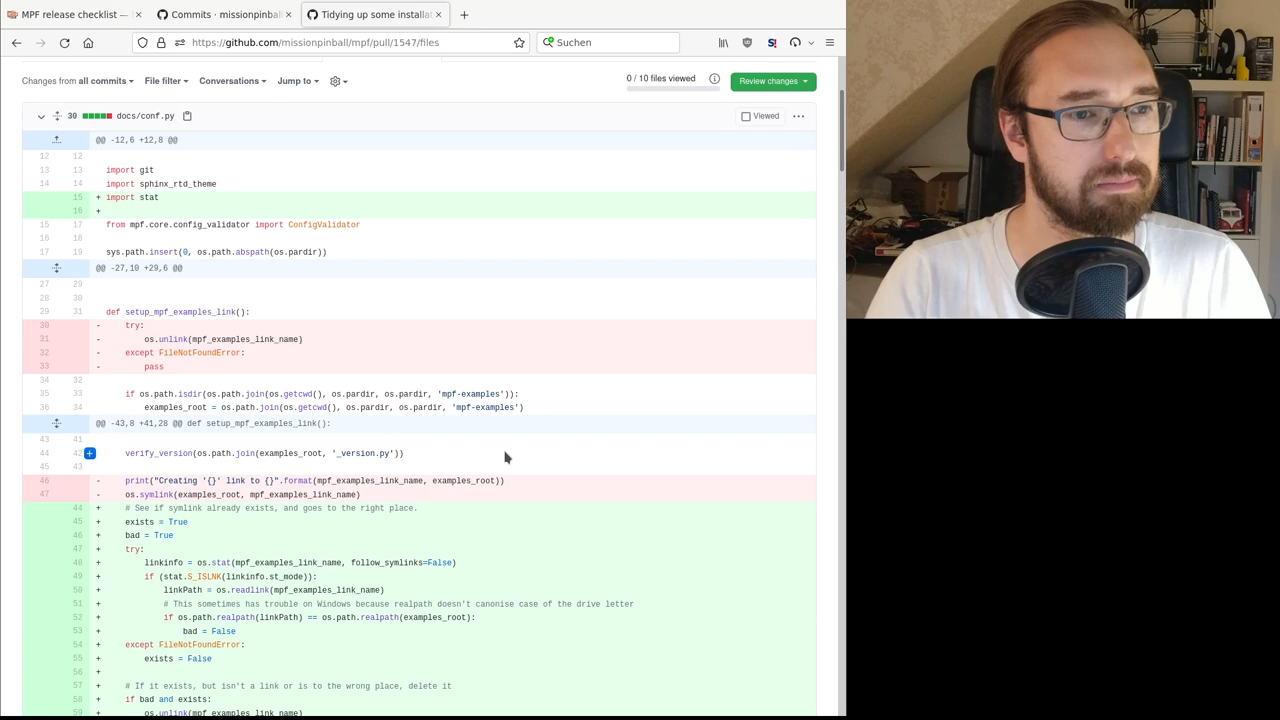 MPF release checklist —
Commits · missionpinball
Tidying up some installa
https://github.com/missionpinball/mpf/pull/1547/files
Suchen
Changes from all commits
File filter
Conversations
Jump to
0 / 10 files viewed
Review changes
30 docs/conf.py
Viewed
@@ -12,6 +12,8 @@
12 12
13 13 import git
14 14 import sphinx_rtd_theme
15 + import stat
16 +
15 17 from mpf.core.config_validator import ConfigValidator
16 18
17 19 sys.path.insert(0, os.path.abspath(os.pardir))
@@ -27,10 +29,6 @@
27 29
28 30
29 31 def setup_mpf_examples_link():
30 - try:
31 - os.unlink(mpf_examples_link_name)
32 - except FileNotFoundError:
33 - pass
34 32
35 33 if os.path.isdir(os.path.join(os.getcwd(), os.pardir, os.pardir, 'mpf-examples')):
36 34 examples_root = os.path.join(os.getcwd(), os.pardir, os.pardir, 'mpf-examples')
@@ -43,8 +41,28 @@ def setup_mpf_examples_link():
43 41
44 42 verify_version(os.path.join(examples_root, '_version.py'))
45 43
46 - print("Creating '{}' link to {}".format(mpf_examples_link_name, examples_root))
47 - os.symlink(examples_root, mpf_examples_link_name)
44 + # See if symlink already exists, and goes to the right place.
45 + exists = True
46 + bad = True
47 + try:
48 + linkinfo = os.stat(mpf_examples_link_name, follow_symlinks=False)
49 + if (stat.S_ISLNK(linkinfo.st_mode)):
50 + linkPath = os.readlink(mpf_examples_link_name)
51 + # This sometimes has trouble on Windows because realpath doesn't canonise case of the drive letter
52 + if os.path.realpath(linkPath) == os.path.realpath(examples_root):
53 + bad = False
54 + except FileNotFoundError:
55 + exists = False
56 +
57 + # If it exists, but isn't a link or is to the wrong place, delete it
58 + if bad and exists:
59 + os.unlink(mpf_examples_link_name)